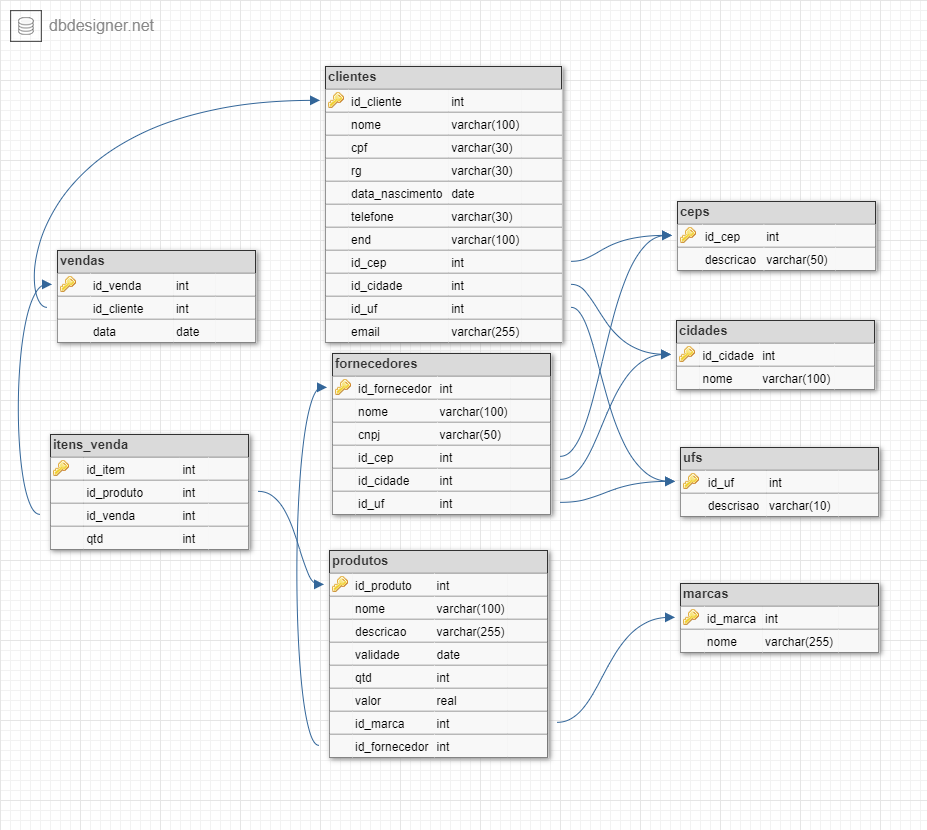 dbdesigner.net
clientes
id_cliente int
nome varchar(100)
cpf varchar(30)
rg varchar(30)
data_nascimento date
telefone varchar(30)
end varchar(100)
id_cep int
id_cidade int
id_uf int
email varchar(255)
ceps
id_cep int
descricao varchar(50)
vendas
id_venda int
id_cliente int
data date
cidades
id_cidade int
nome varchar(100)
fornecedores
id_fornecedor int
nome varchar(100)
cnpj varchar(50)
id_cep int
id_cidade int
id_uf int
itens_venda
id_item int
id_produto int
id_venda int
qtd int
ufs
id_uf int
descrisao varchar(10)
produtos
id_produto int
nome varchar(100)
descricao varchar(255)
validade date
qtd int
valor real
id_marca int
id_fornecedor int
marcas
id_marca int
nome varchar(255)